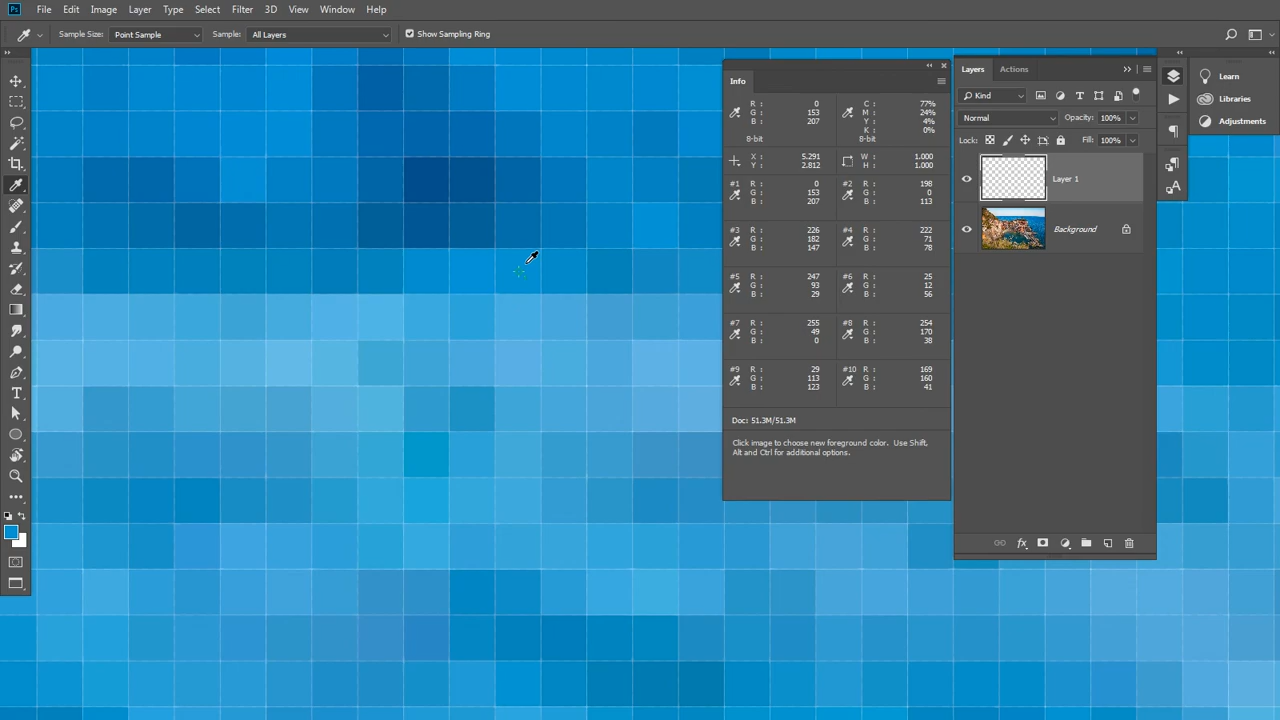 Ps File Edit Image Layer Type Select Filter 3D View Window Help
Sample Size: Point Sample Sample: All Layers Show Sampling Ring
Info
R : 0 C : 77%
G : 153 M : 24%
B : 207 Y : 4%
K : 0%
8-bit 8-bit
X : 5.291 W : 1.000
Y : 2.812 H : 1.000
#1 R : 0 #2 R : 198
G : 153 G : 0
B : 207 B : 113
#3 R : 226 #4 R : 222
G : 182 G : 71
B : 147 B : 78
#5 R : 247 #6 R : 25
G : 93 G : 12
B : 29 B : 56
#7 R : 255 #8 R : 254
G : 49 G : 170
B : 0 B : 38
#9 R : 29 #10 R : 169
G : 113 G : 160
B : 123 B : 41
Doc: 51.3M/51.3M
Click image to choose new foreground color. Use Shift,
Alt and Ctrl for additional options.
Layers Actions
Kind
Normal Opacity: 100%
Lock: Fill: 100%
Layer 1
Background
Learn
Libraries
Adjustments